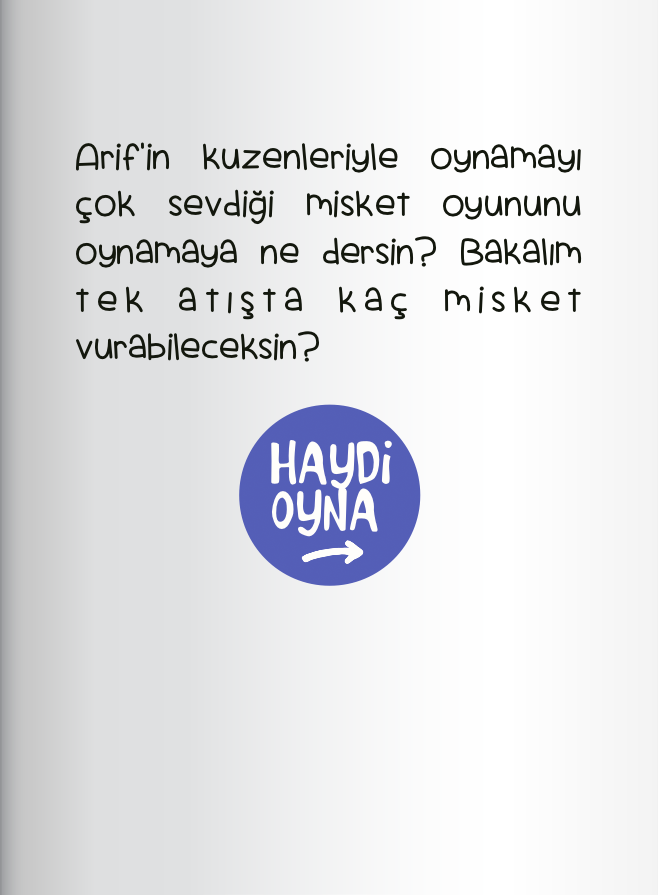 Arif'in kuzenleriyle oynamayı
çok sevdiği misket oyununu
oynamaya ne dersin? Bakalım
tek atışta kaç misket
vurabileceksin?
HAYDİ
OYNA